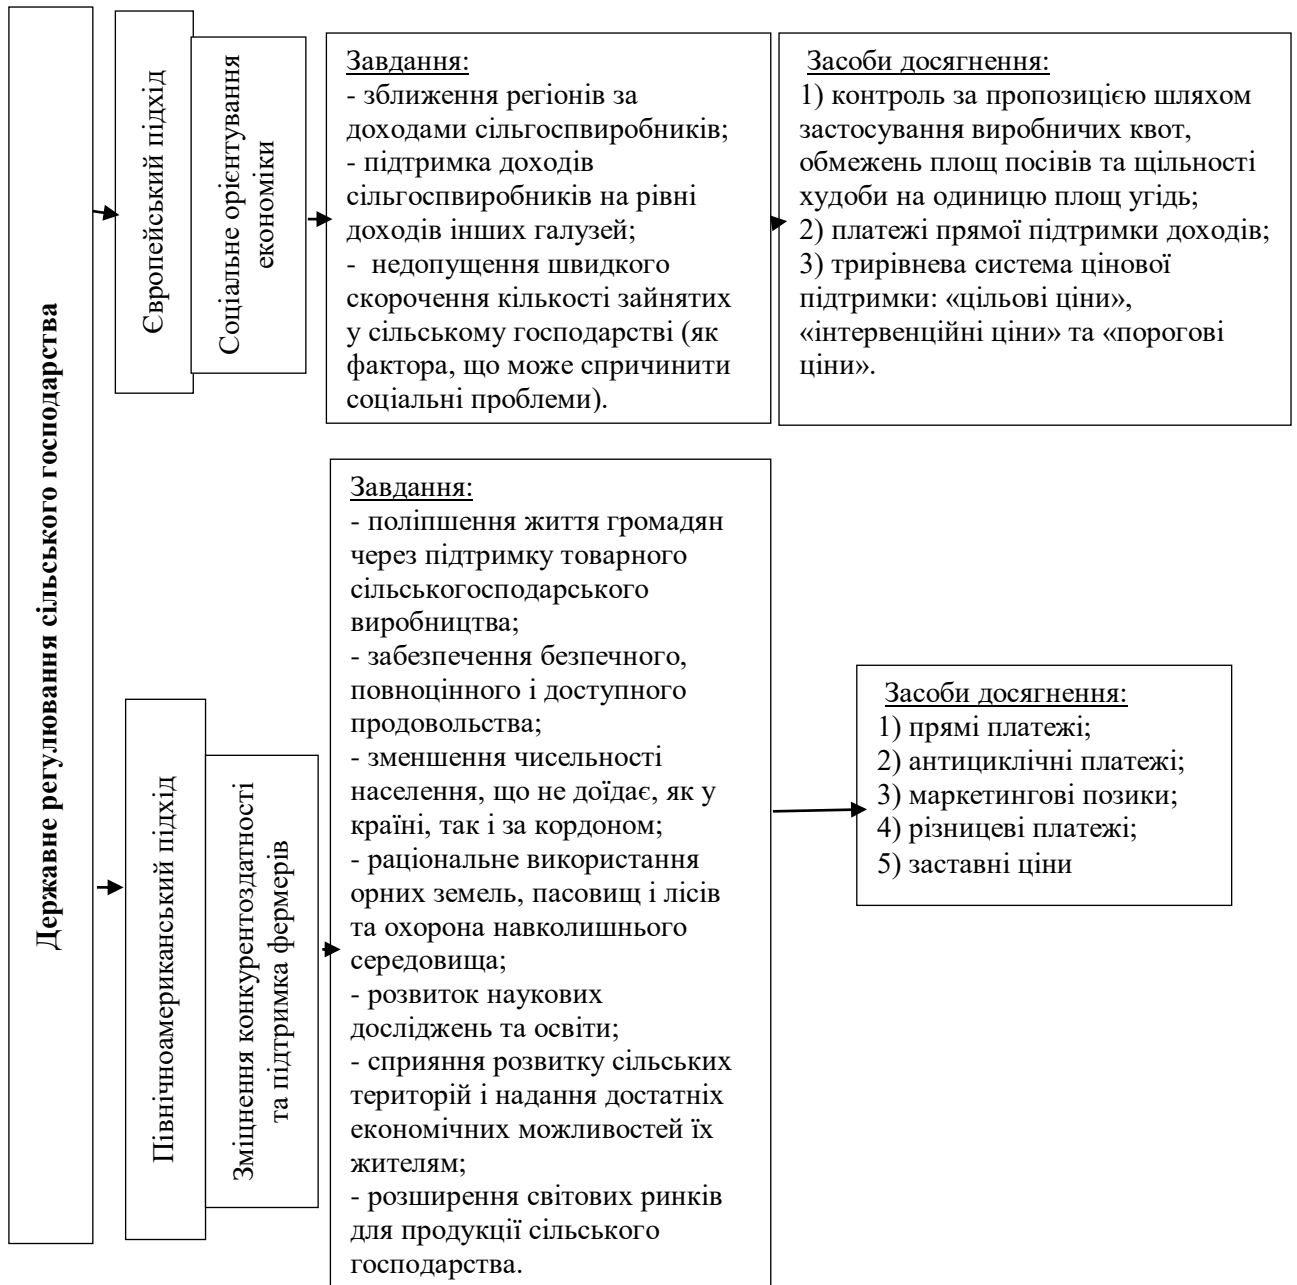 Державне регулювання сільського господарства
Європейський підхід
Соціальне орієнтування
економіки
Завдання:
- зближення регіонів за
доходами сільгоспвиробників;
- підтримка доходів
сільгоспвиробників на рівні
доходів інших галузей;
- недопущення швидкого
скорочення кількості зайнятих
у сільському господарстві (як
фактора, що може спричинити
соціальні проблеми).
Засоби досягнення:
1) контроль за пропозицією шляхом
застосування виробничих квот,
обмежень площ посівів та щільності
худоби на одиницю площ угідь;
2) платежі прямої підтримки доходів;
3) трирівнева система цінової
підтримки: «цільові ціни»,
«інтервенційні ціни» та «порогові
ціни».
Північноамериканський підхід
Зміцнення конкурентоздатності
та підтримка фермерів
Завдання:
- поліпшення життя громадян
через підтримку товарного
сільськогосподарського
виробництва;
- забезпечення безпечного,
повноцінного і доступного
продовольства;
- зменшення чисельності
населення, що не доїдає, як у
країні, так і за кордоном;
- раціональне використання
орних земель, пасовищ і лісів
та охорона навколишнього
середовища;
- розвиток наукових
досліджень та освіти;
- сприяння розвитку сільських
територій і надання достатніх
економічних можливостей їх
жителям;
- розширення світових ринків
для продукції сільського
господарства.
Засоби досягнення:
1) прямі платежі;
2) антициклічні платежі;
3) маркетингові позики;
4) різницеві платежі;
5) заставні ціни